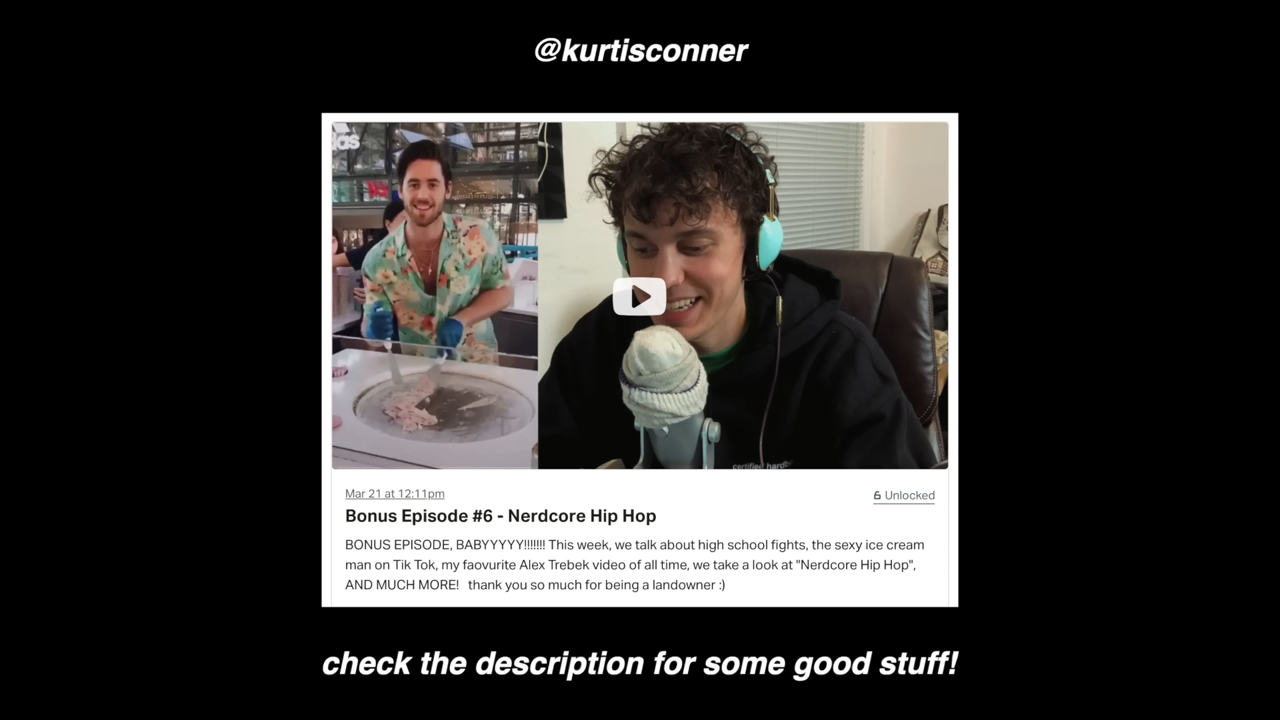 @kurtisconner
as
Mar 21 at 12:11pm
Unlocked
Bonus Episode #6 - Nerdcore Hip Hop
BONUS EPISODE, BABYYYYY!!!!!!! This week, we talk about high school fights, the sexy ice cream
man on Tik Tok, my faovurite Alex Trebek video of all time, we take a look at "Nerdcore Hip Hop",
AND MUCH MORE! thank you so much for being a landowner :)
certified
check the description for some good stuff!